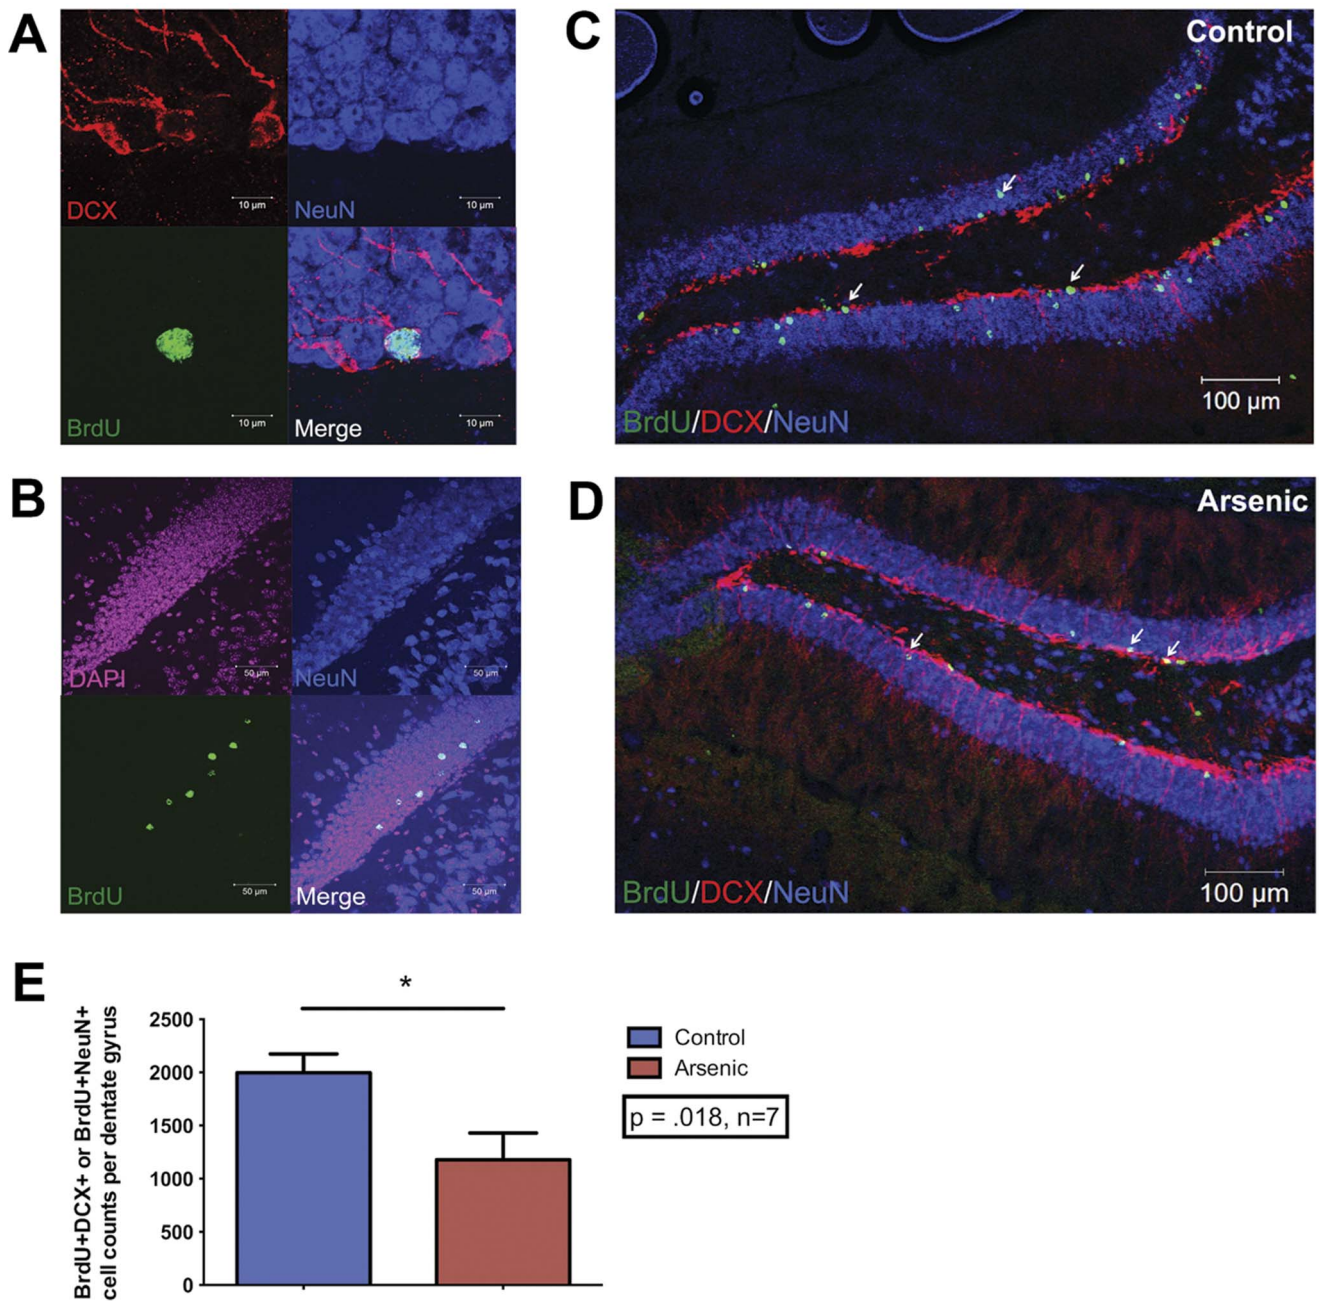 A
DCX
10 µm
NeuN
10 µm
BrdU
10 µm
Merge
10 µm
B
DAPI
50 µm
NeuN
50 µm
BrdU
50 µm
Merge
50 µm
C
Control
100 µm
BrdU/DCX/NeuN
D
Arsenic
100 µm
BrdU/DCX/NeuN
E
BrdU+DCX+ or BrdU+NeuN+
cell counts per dentate gyrus
2500
2000
1500
1000
500
0
*
Control
Arsenic
p = .018, n=7